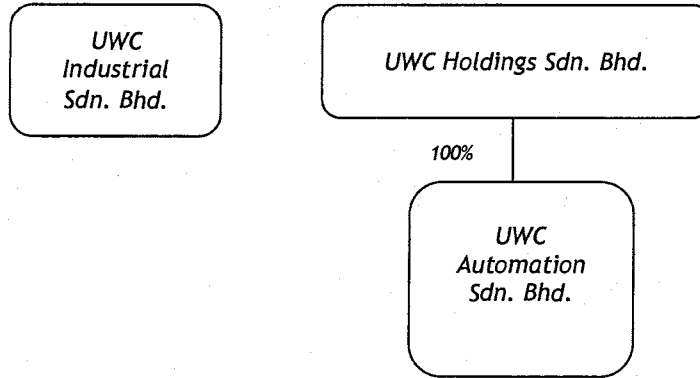 UWC
Industrial
Sdn. Bhd.
UWC Holdings Sdn. Bhd.
100%
UWC
Automation
Sdn. Bhd.